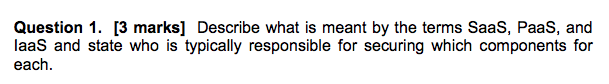 Question 1. [3 marks] Describe what is meant by the terms SaaS, PaaS, and
IaaS and state who is typically responsible for securing which components for
each.